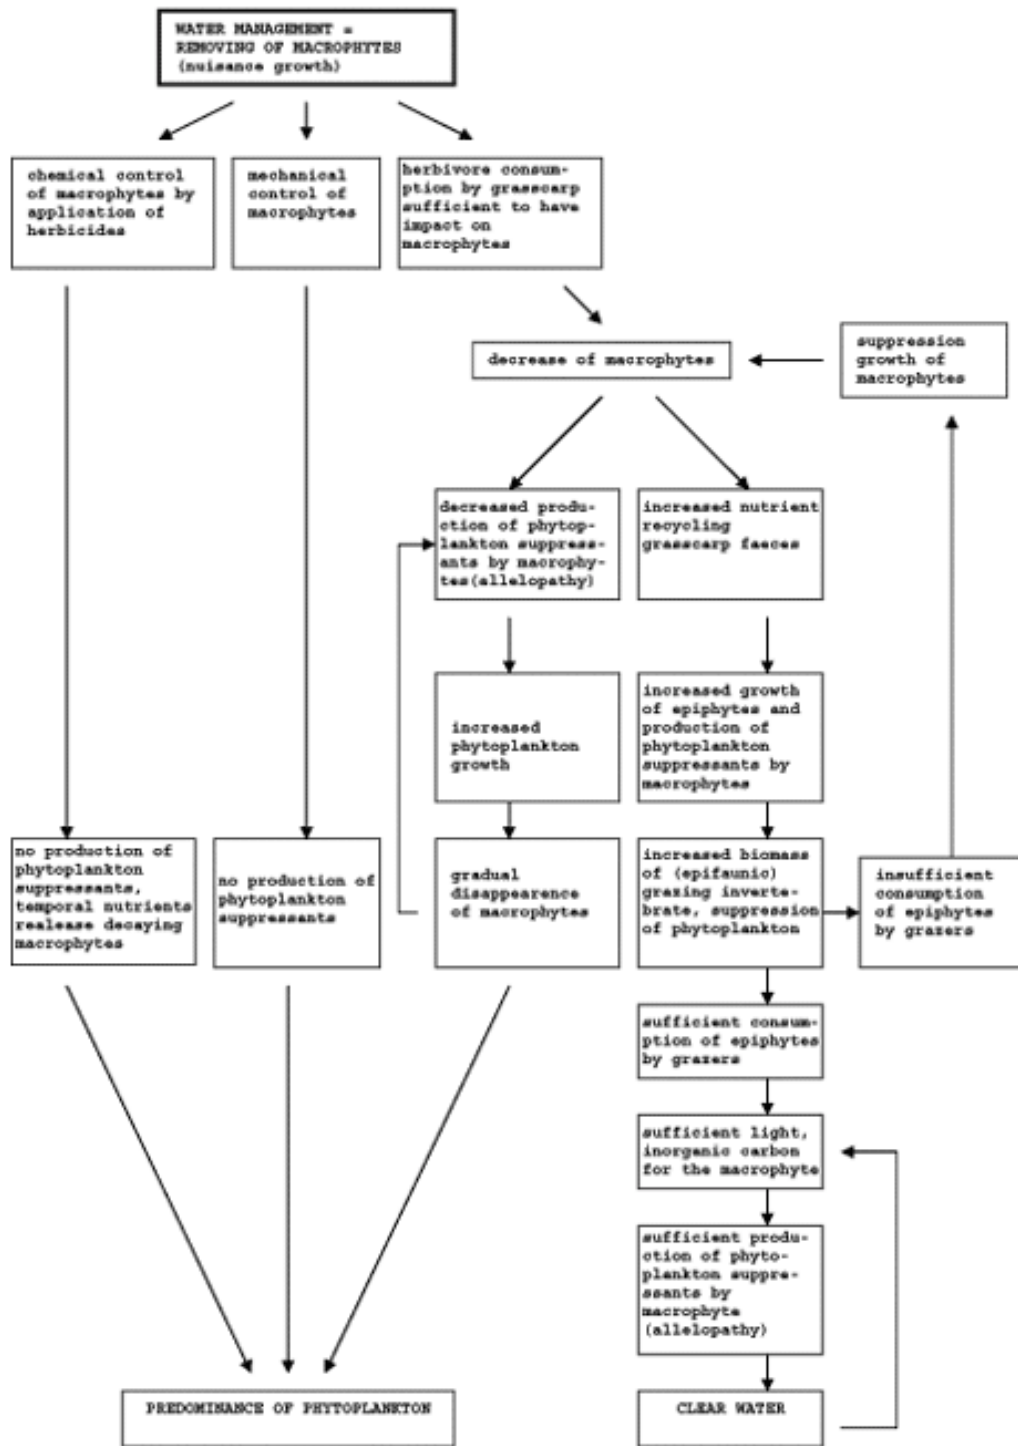 WATER MANAGEMENT =
REMOVING OF MACROPHYTES
(nuisance growth)
chemical control
of macrophytes by
application of
herbicides
mechanical
control of
macrophytes
herbivore consum-
ption by grasscarp
sufficient to have
impact on
macrophytes
decrease of macrophytes
suppression
growth of
macrophytes
decreased produ-
ction of phytop-
lankton suppress-
ants by macrophy-
tes(allelopathy)
increased nutrient
recycling
grasscarp faeces
increased
phytoplankton
growth
increased growth
of epiphytes and
production of
phytoplankton
suppressants by
macrophytes
no production of
phytoplankton
suppressants,
temporal nutrients
realease decaying
macrophytes
no production of
phytoplankton
suppressants
gradual
disappearence
of macrophytes
increased biomass
of (epifaunic)
grazing inverte-
brate, suppression
of phytoplankton
insufficient
consumption
of epiphytes
by grazers
sufficient consum-
ption of epiphytes
by grazers
sufficient light,
inorganic carbon
for the macrophyte
sufficient produ-
ction of phyto-
plankton suppre-
ssants by
macrophyte
(allelopathy)
PREDOMINANCE OF PHYTOPLANKTON
CLEAR WATER